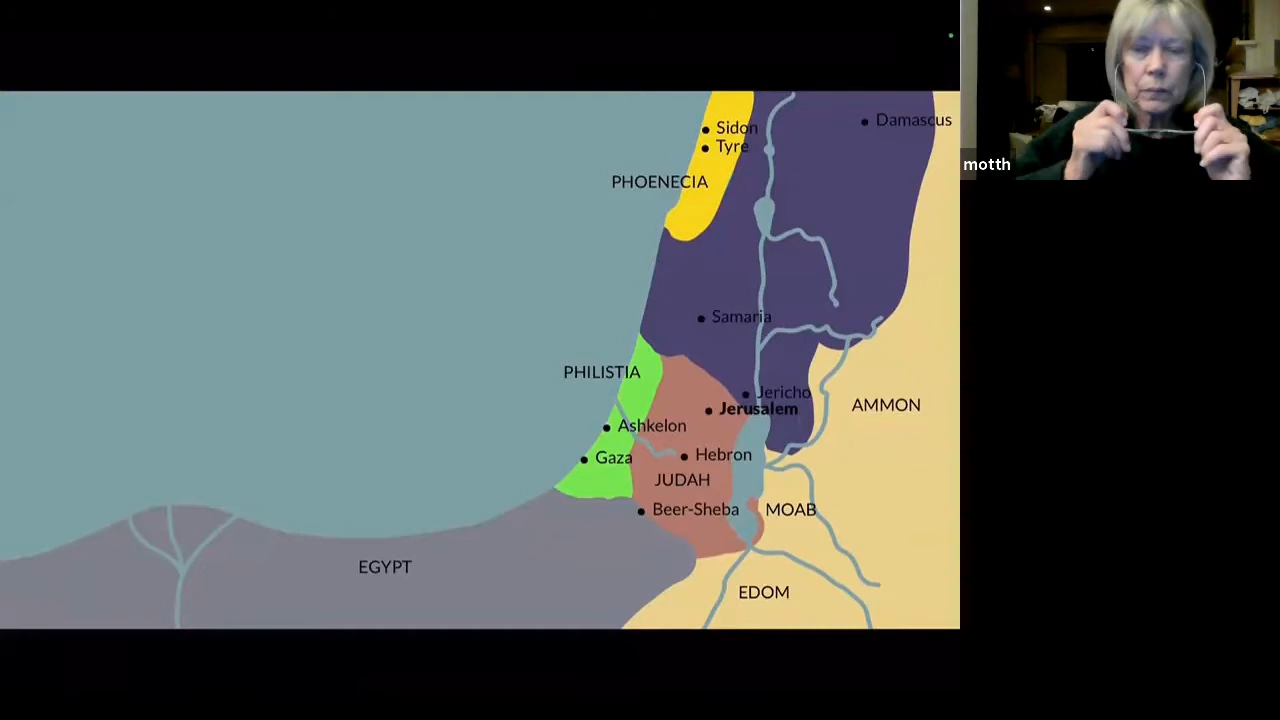 Sidon
Damascus
Tyre
motth
PHOENECIA
Samaria
PHILISTIA
Jericho
AMMON
Jerusalem
Ashkelon
Hebron
Gaza
JUDAH
Beer-Sheba
MOAB
EGYPT
EDOM